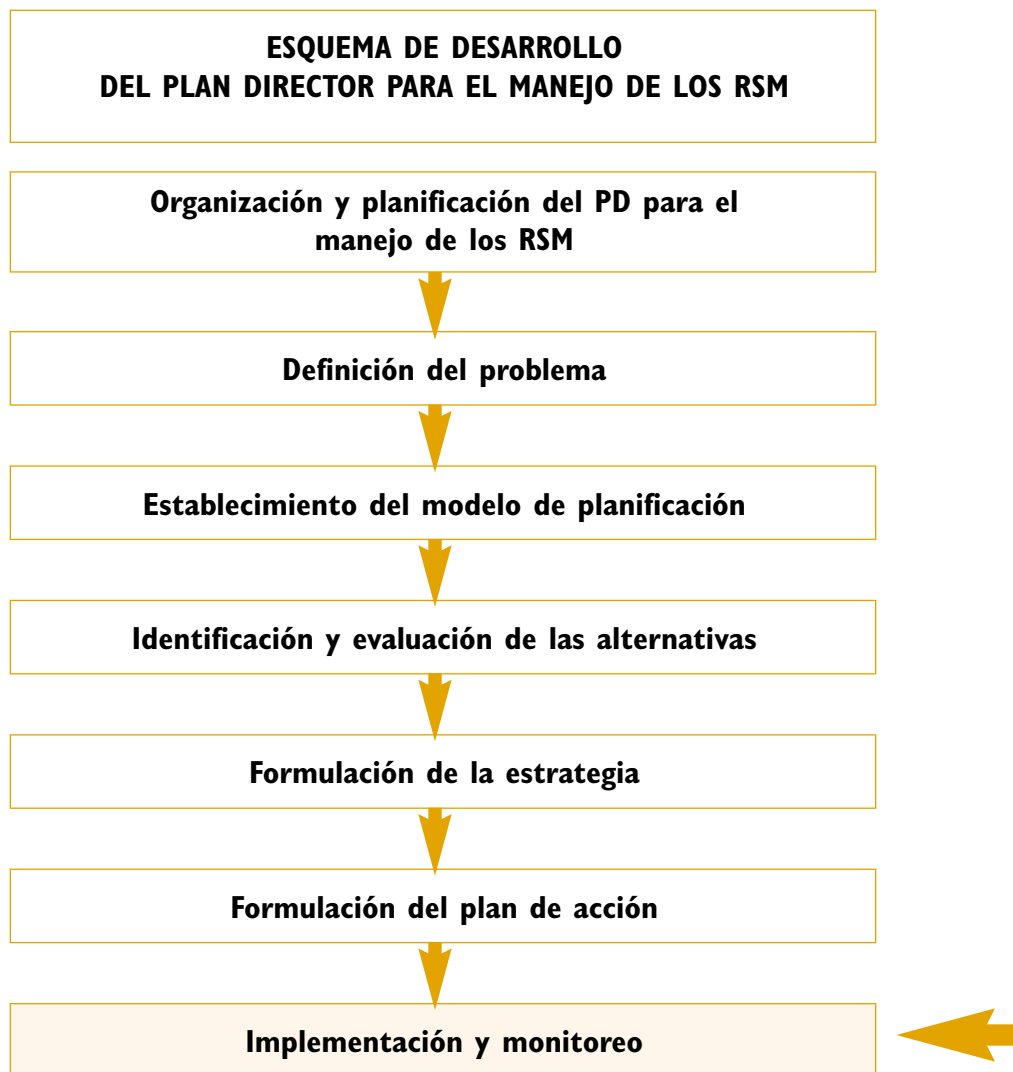 ESQUEMA DE DESARROLLO
DEL PLAN DIRECTOR PARA EL MANEJO DE LOS RSM
Organización y planificación del PD para el
manejo de los RSM
Definición del problema
Establecimiento del modelo de planificación
Identificación y evaluación de las alternativas
Formulación de la estrategia
Formulación del plan de acción
Implementación y monitoreo